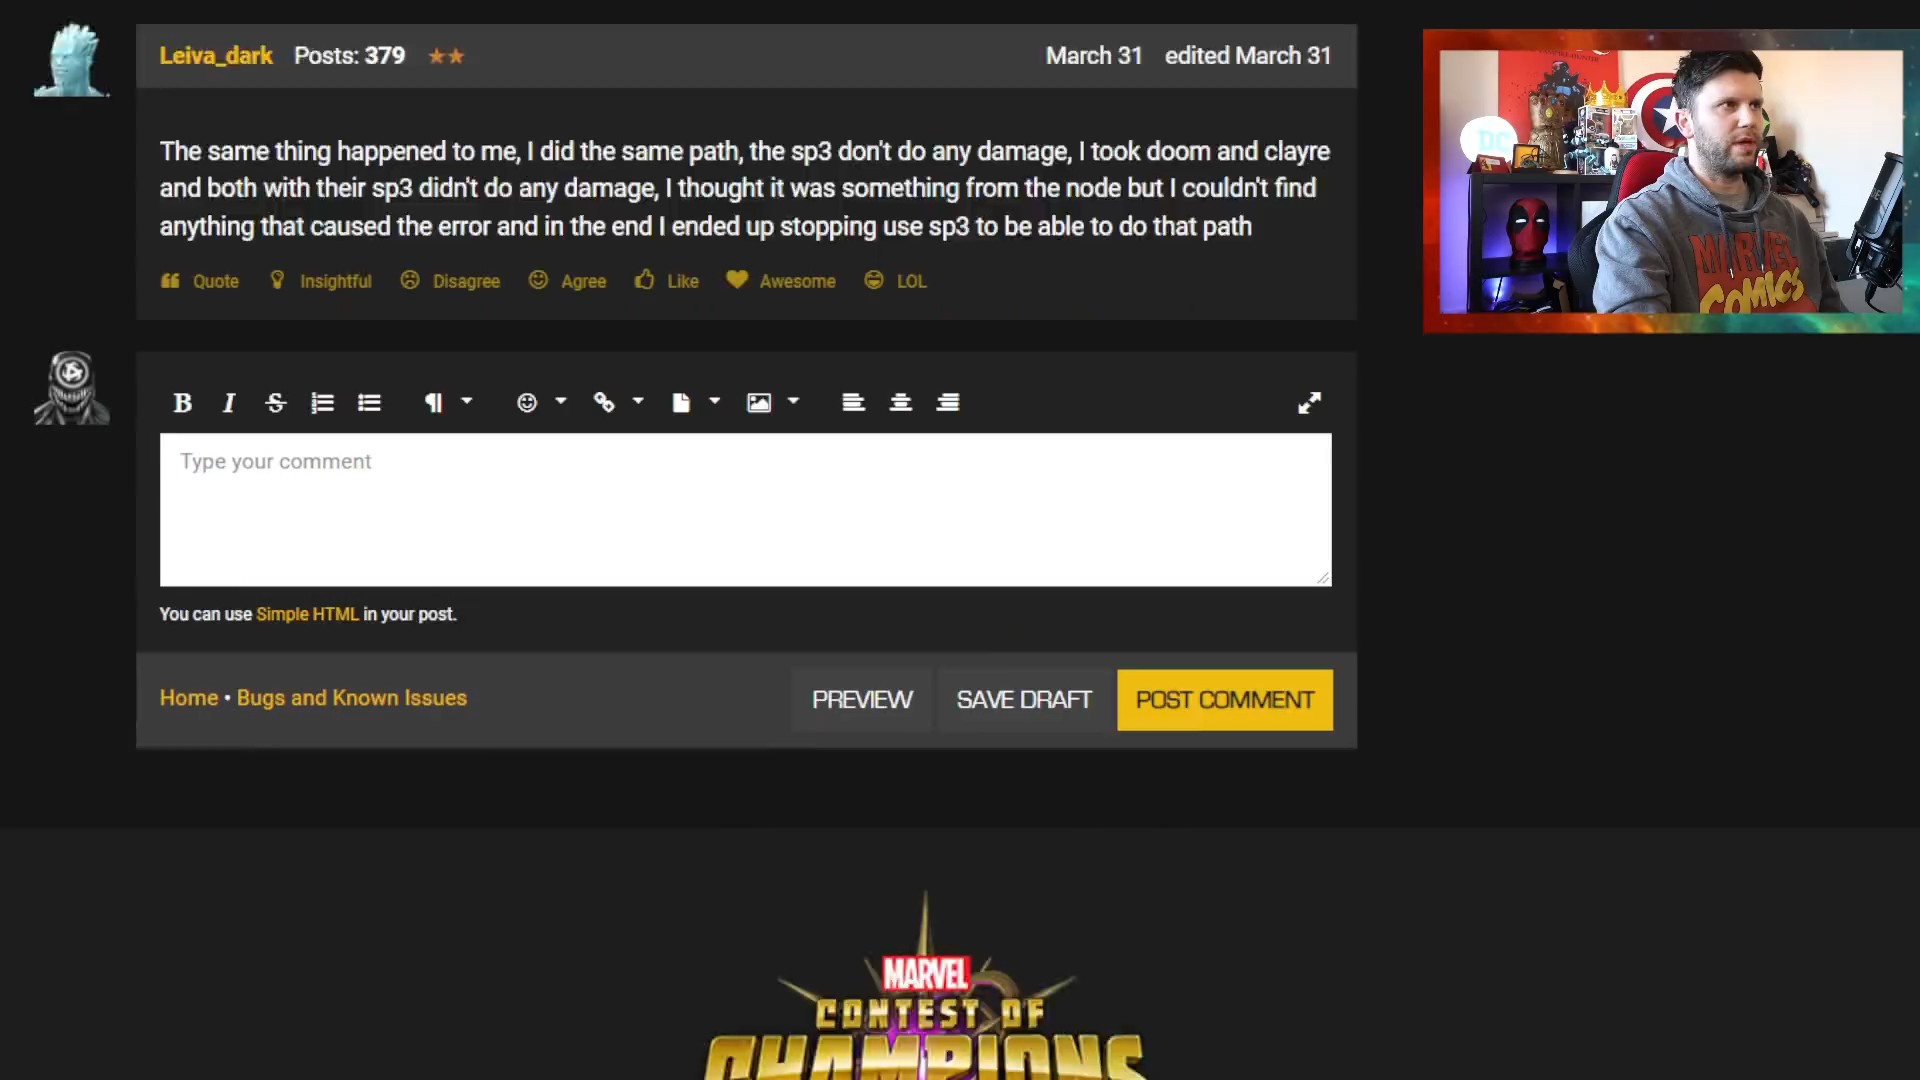 Leiva_dark Posts: 379 March 31 edited March 31
The same thing happened to me, I did the same path, the sp3 don't do any damage, I took doom and clayre
and both with their sp3 didn't do any damage, I thought it was something from the node but I couldn't find
anything that caused the error and in the end I ended up stopping use sp3 to be able to do that path
Quote Insightful Disagree Agree Like Awesome LOL
B I S
Type your comment
You can use Simple HTML in your post.
Home • Bugs and Known Issues PREVIEW SAVE DRAFT POST COMMENT
MARVEL
CONTEST OF
CHAMPIONS
DC
MARVEL
COMICS